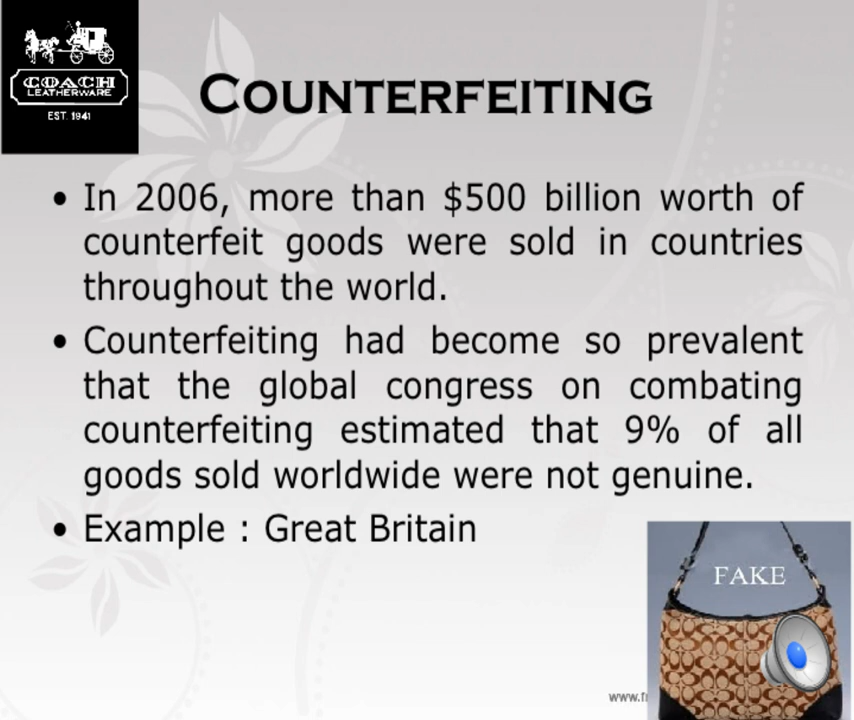 COACH
LEATHERWARE
EST. 1941
COUNTERFEITING
• In 2006, more than $500 billion worth of
counterfeit goods were sold in countries
throughout the world.
• Counterfeiting had become so prevalent
that the global congress on combating
counterfeiting estimated that 9% of all
goods sold worldwide were not genuine.
• Example : Great Britain
FAKE